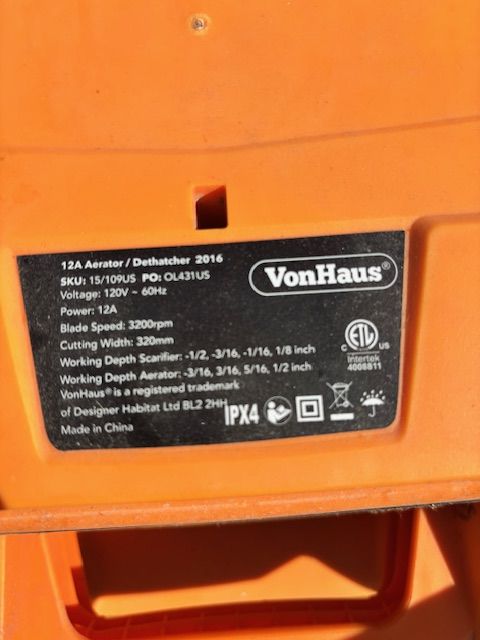 12A Aerator / Dethatcher 2016
SKU: 15/109US PO: OL431US
Voltage: 120V ~ 60Hz
Power: 12A
Blade Speed: 3200rpm
Cutting Width: 320mm
Working Depth Scarifier: -1/2, -3/16, -1/16, 1/8 inch
Working Depth Aerator: -3/16, 3/16, 5/16, 1/2 inch
VonHaus® is a registered trademark
of Designer Habitat Ltd BL2 2HH
Made in China
VonHaus®
ETL
C US
Intertek
4008811
IPX4